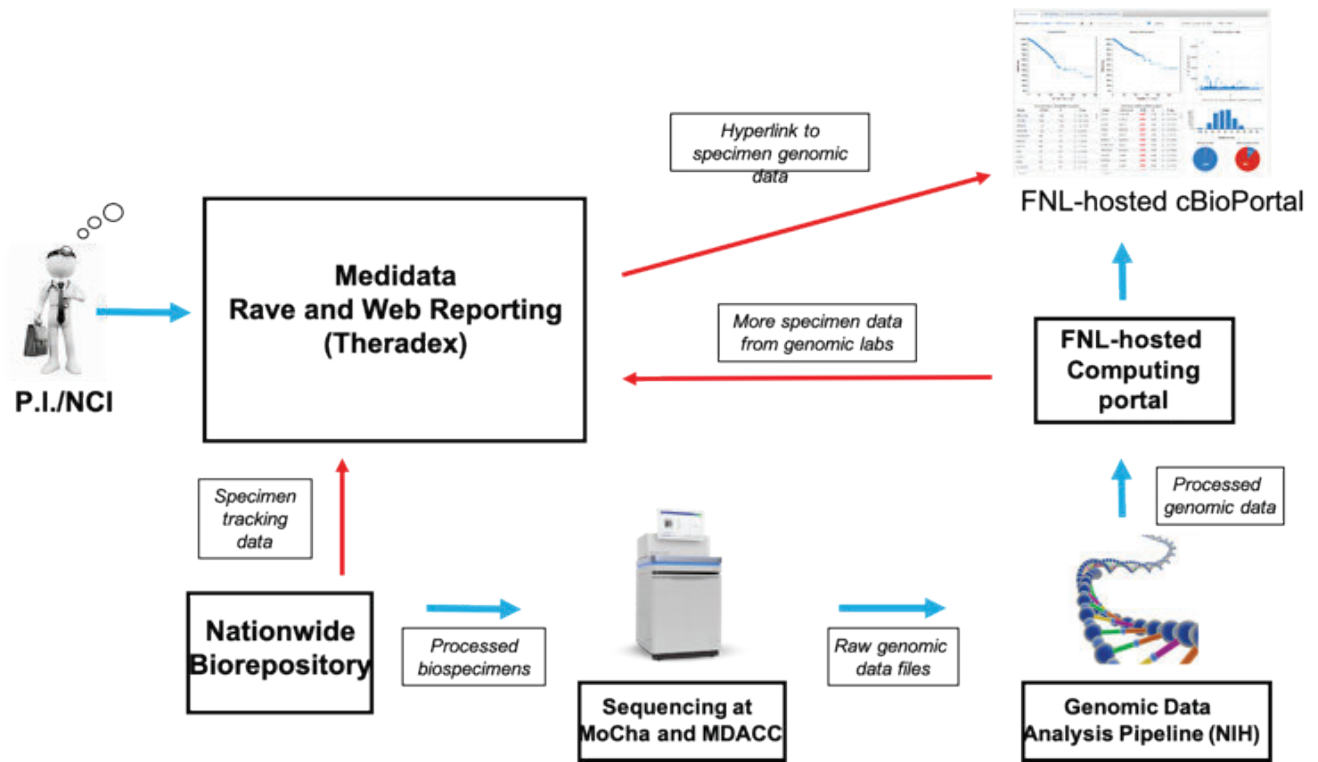 Hyperlink to
specimen genomic
data
FNL-hosted cBioPortal
Medidata
Rave and Web Reporting
(Theradex)
P.I./NCI
More specimen data
from genomic labs
FNL-hosted
Computing
portal
Specimen
tracking
data
Processed
genomic data
Nationwide
Biorepository
Processed
biospecimens
Raw genomic
data files
Sequencing at
MoCha and MDACC
Genomic Data
Analysis Pipeline (NIH)